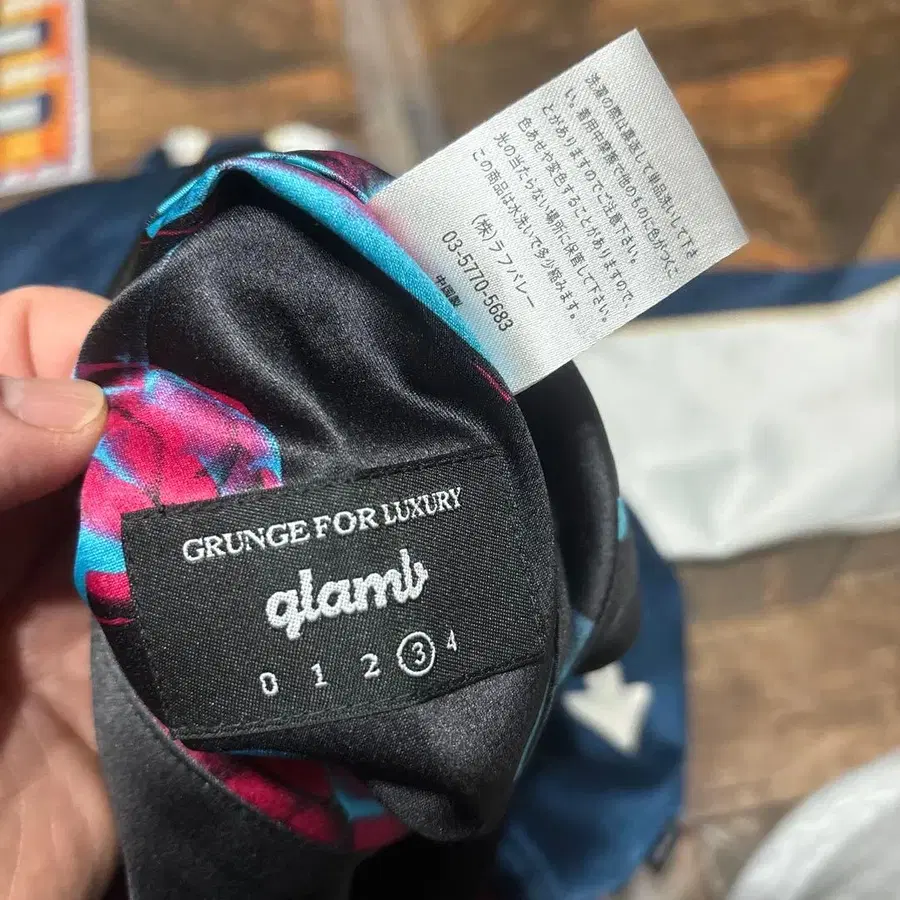 洗濯の際は裏返して単品洗いして下さ
い。着用中摩擦で他のものに色がつくこ
とがありますのでご注意下さい。
色あせや変色することがありますので、
光の当たらない場所に保管して下さい。
この商品は水洗いで多少縮みます。
(株)ラフバレー
03-5770-5683
中国製
GRUNGE FOR LUXURY
glamb
0 1 2 3 4